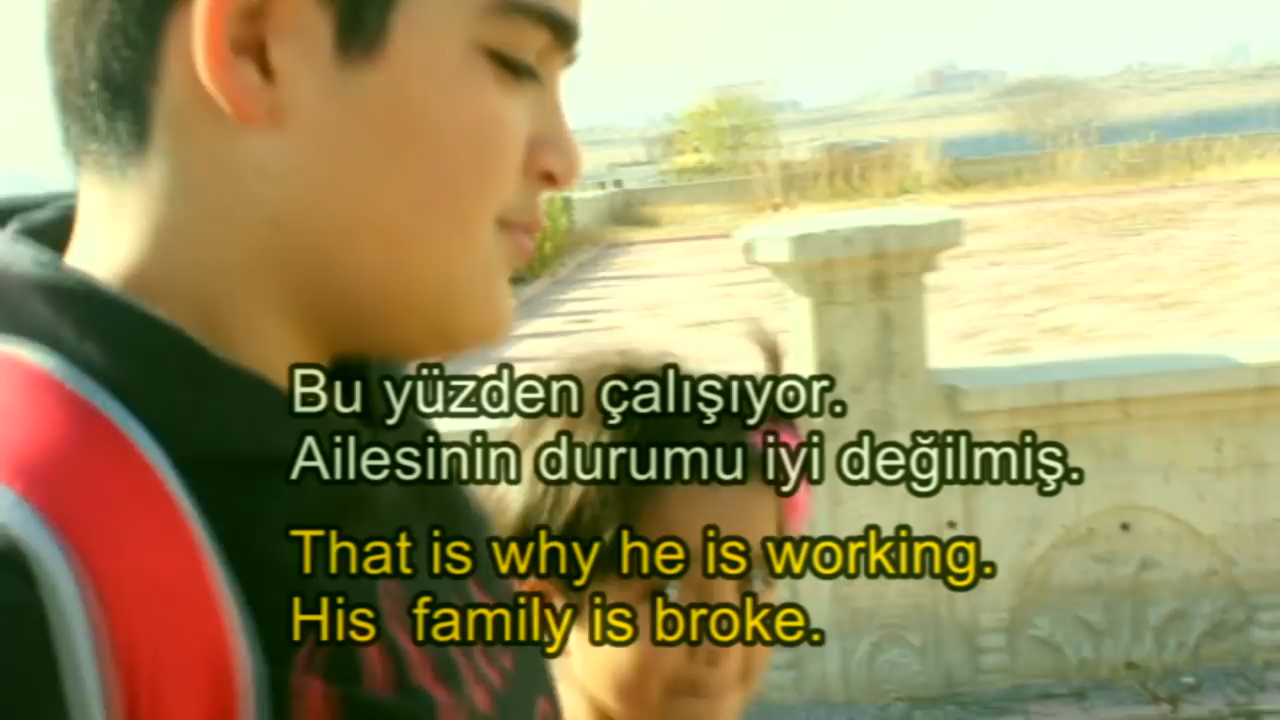 Bu yüzden çalışıyor.
Ailesinin durumu iyi değilmiş.
That is why he is working.
His family is broke.